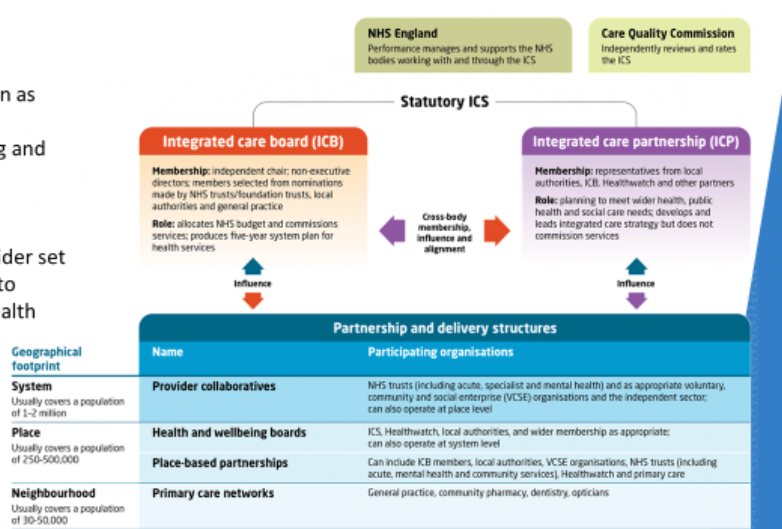 n as
g and
ider set
to
alth
NHS England
Performance manages and supports the NHS
bodies working with and through the ICS
Care Quality Commission
Independently reviews and rates
the ICS
Statutory ICS
Integrated care board (ICB)
Membership: independent chair; non-executive
directors; members selected from nominations
made by NHS trusts/foundation trusts, local
authorities and general practice
Role: allocates NHS budget and commissions
services; produces five-year system plan for
health services
Cross-body
membership,
influence and
alignment
Integrated care partnership (ICP)
Membership: representatives from local
authorities, ICB, Healthwatch and other partners
Role: planning to meet wider health, public
health and social care needs; develops and
leads integrated care strategy but does not
commission services
Influence
Influence
Partnership and delivery structures
Geographical
footprint
Name
Participating organisations
System
Usually covers a population
of 1-2 million
Provider collaboratives
NHS trusts (including acute, specialist and mental health) and as appropriate voluntary,
community and social enterprise (VCSE) organisations and the independent sector;
can also operate at place level
Place
Usually covers a population
of 250-500,000
Health and wellbeing boards
ICS, Healthwatch, local authorities, and wider membership as appropriate;
can also operate at system level
Place-based partnerships
Can include ICB members, local authorities, VCSE organisations, NHS trusts (including
acute, mental health and community services), Healthwatch and primary care
Neighbourhood
Usually covers a population
of 30-50,000
Primary care networks
General practice, community pharmacy, dentistry, opticians